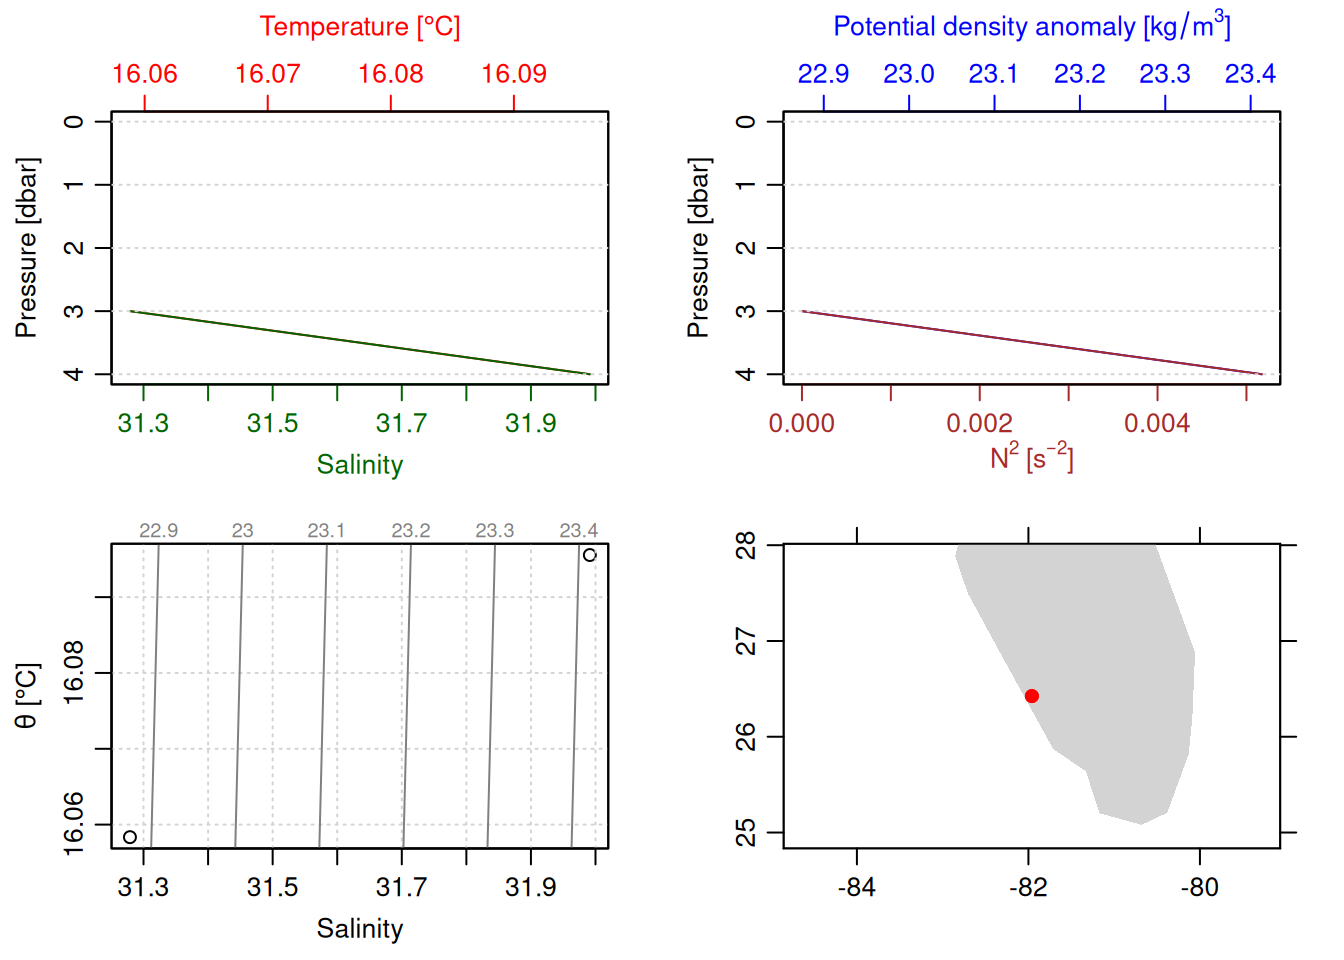 Temperature [°C]
16.06 16.07 16.08 16.09
0
1
2
3
4
Pressure [dbar]
31.3 31.5 31.7 31.9
Salinity
Potential density anomaly [kg/m³]
22.9 23.0 23.1 23.2 23.3 23.4
0
1
2
3
4
Pressure [dbar]
0.000 0.002 0.004
N² [s⁻²]
22.9 23 23.1 23.2 23.3 23.4
16.08
16.06
θ [°C]
31.3 31.5 31.7 31.9
Salinity
28
27
26
25
-84 -82 -80